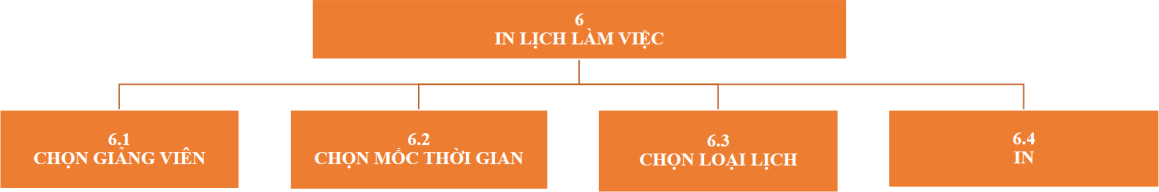 6
IN LỊCH LÀM VIỆC
6.1
CHỌN GIẢNG VIÊN
6.2
CHỌN MỐC THỜI GIAN
6.3
CHỌN LOẠI LỊCH
6.4
IN